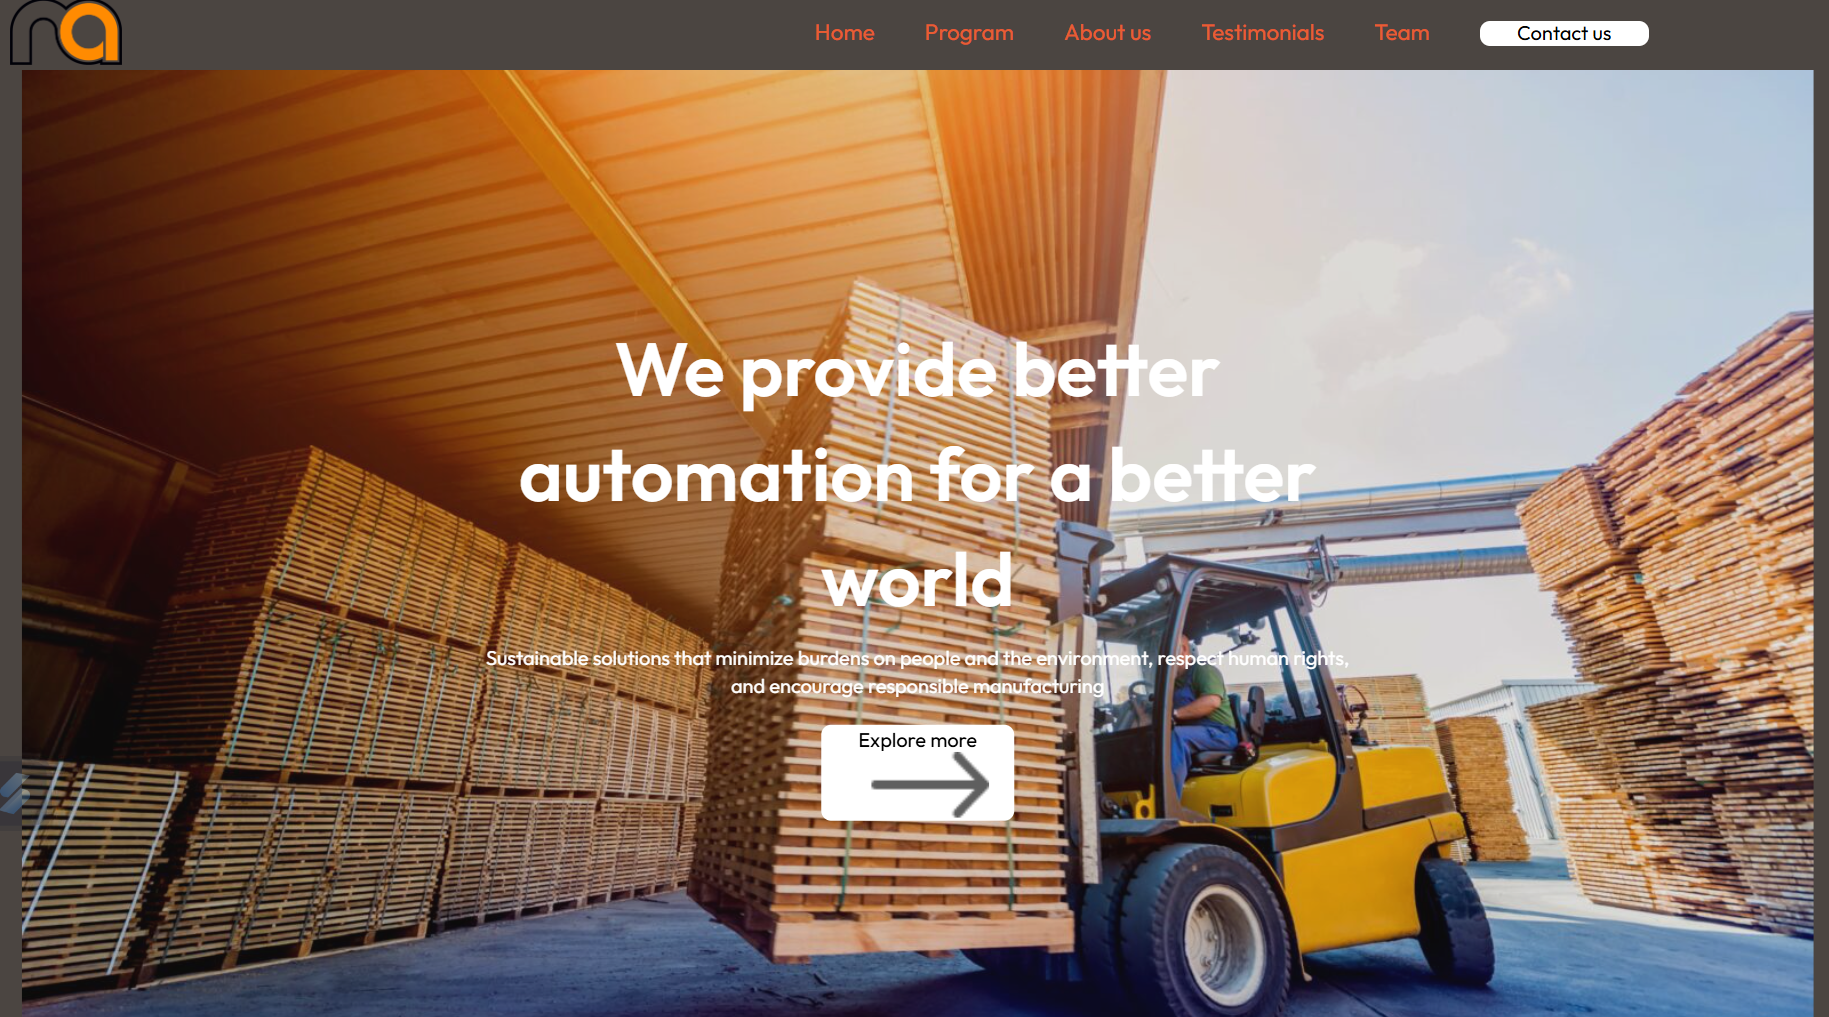 na
Home Program About us Testimonials Team Contact us
We provide better
automation for a better
world
Sustainable solutions that minimize burdens on people and the environment, respect human rights,
and encourage responsible manufacturing
Explore more